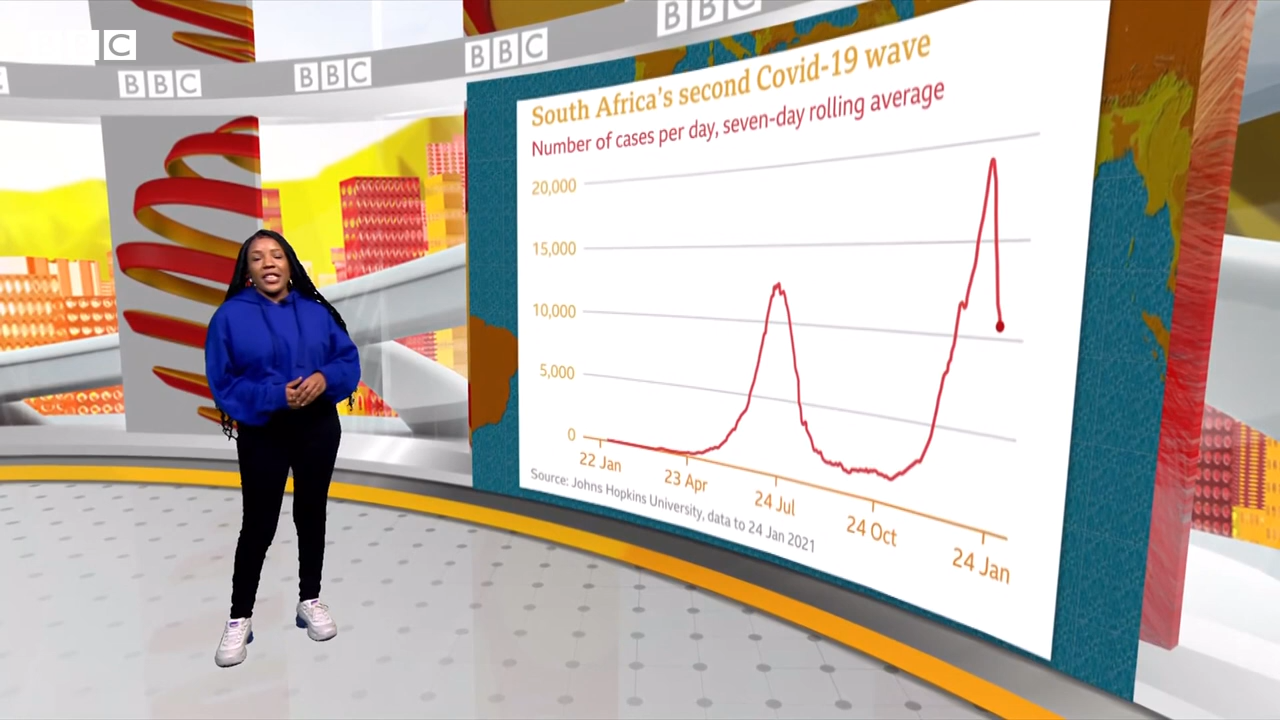 BBC
BBC
BBC
BBC
BBC
South Africa's second Covid-19 wave
Number of cases per day, seven-day rolling average
20,000
15,000
10,000
5,000
0
22 Jan
23 Apr
24 Jul
24 Oct
24 Jan
Source: Johns Hopkins University, data to 24 Jan 2021